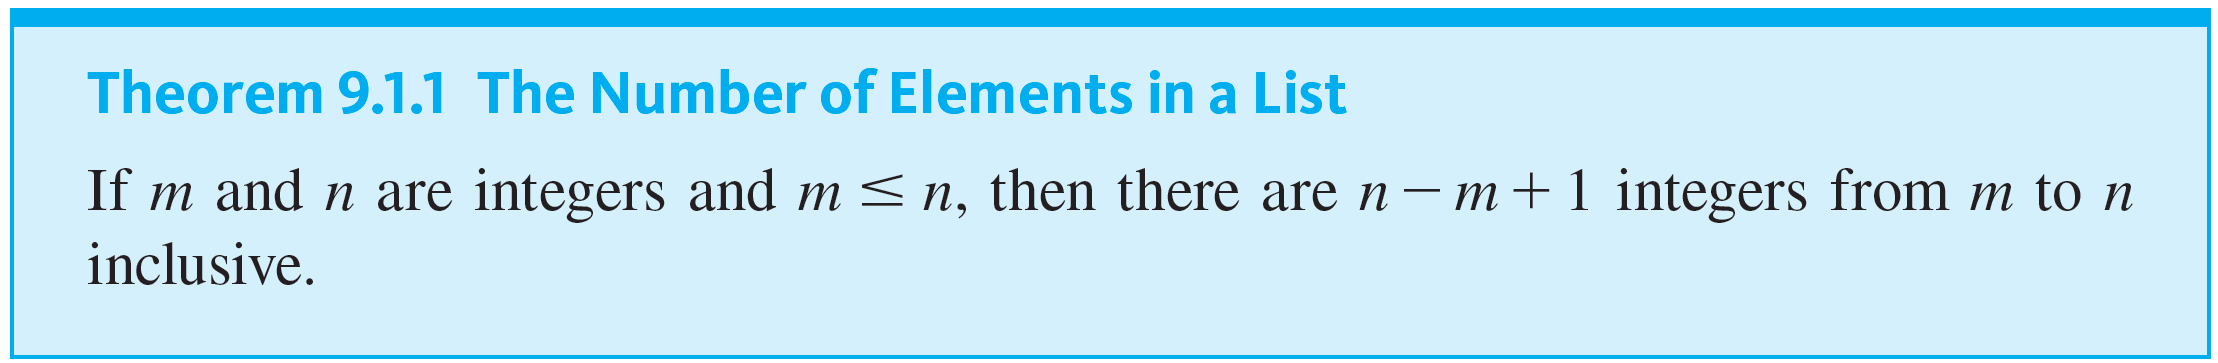 Theorem 9.1.1 The Number of Elements in a List
If m and n are integers and m ≤ n, then there are n − m + 1 integers from m to n
inclusive.